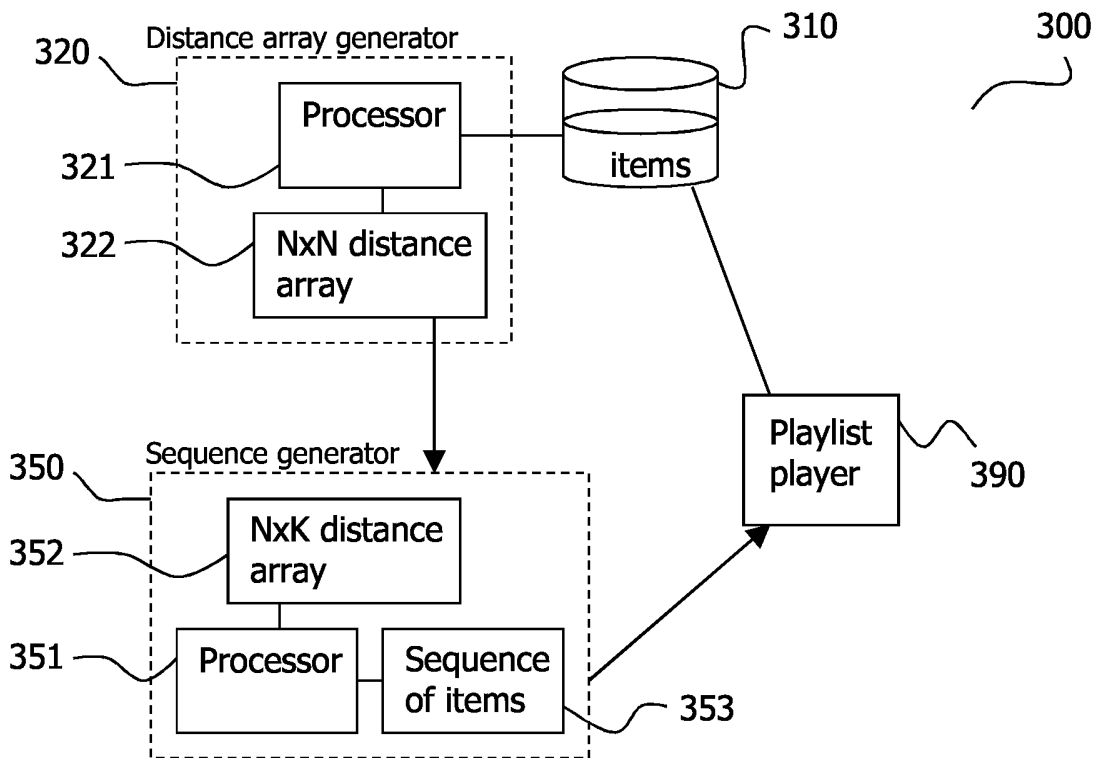 310
300
Distance array generator
320
Processor
items
321
322
NxN distance
array
Playlist
player
390
Sequence generator
350
NxK distance
array
352
351
Processor
Sequence
of items
353